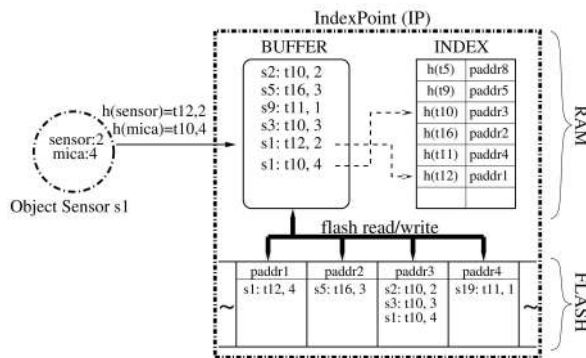 IndexPoint (IP)
BUFFER
INDEX
s2: t10, 2
s5: t16, 3
s9: t11, 1
s3: t10, 3
s1: t12, 2
s1: t10, 4
h(t5) paddr8
h(t9) paddr5
h(t10) paddr3
h(t16) paddr2
h(t11) paddr4
h(t12) paddr1
RAM
h(sensor)=t12,2
h(mica)=t10,4
sensor:2
mica:4
Object Sensor s1
flash read/write
paddr1 paddr2 paddr3 paddr4
s1: t12, 4 s5: t16, 3 s2: t10, 2 s19: t11, 1
s3: t10, 3
s1: t10, 4
~ ~
FLASH